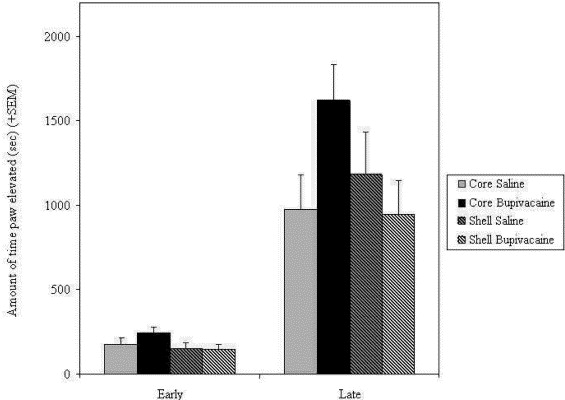 2000
1500
1000
500
0
Amount of time paw elevated (sec) (+SEM)
Early
Late
Core Saline
Core Bupivacaine
Shell Saline
Shell Bupivacaine